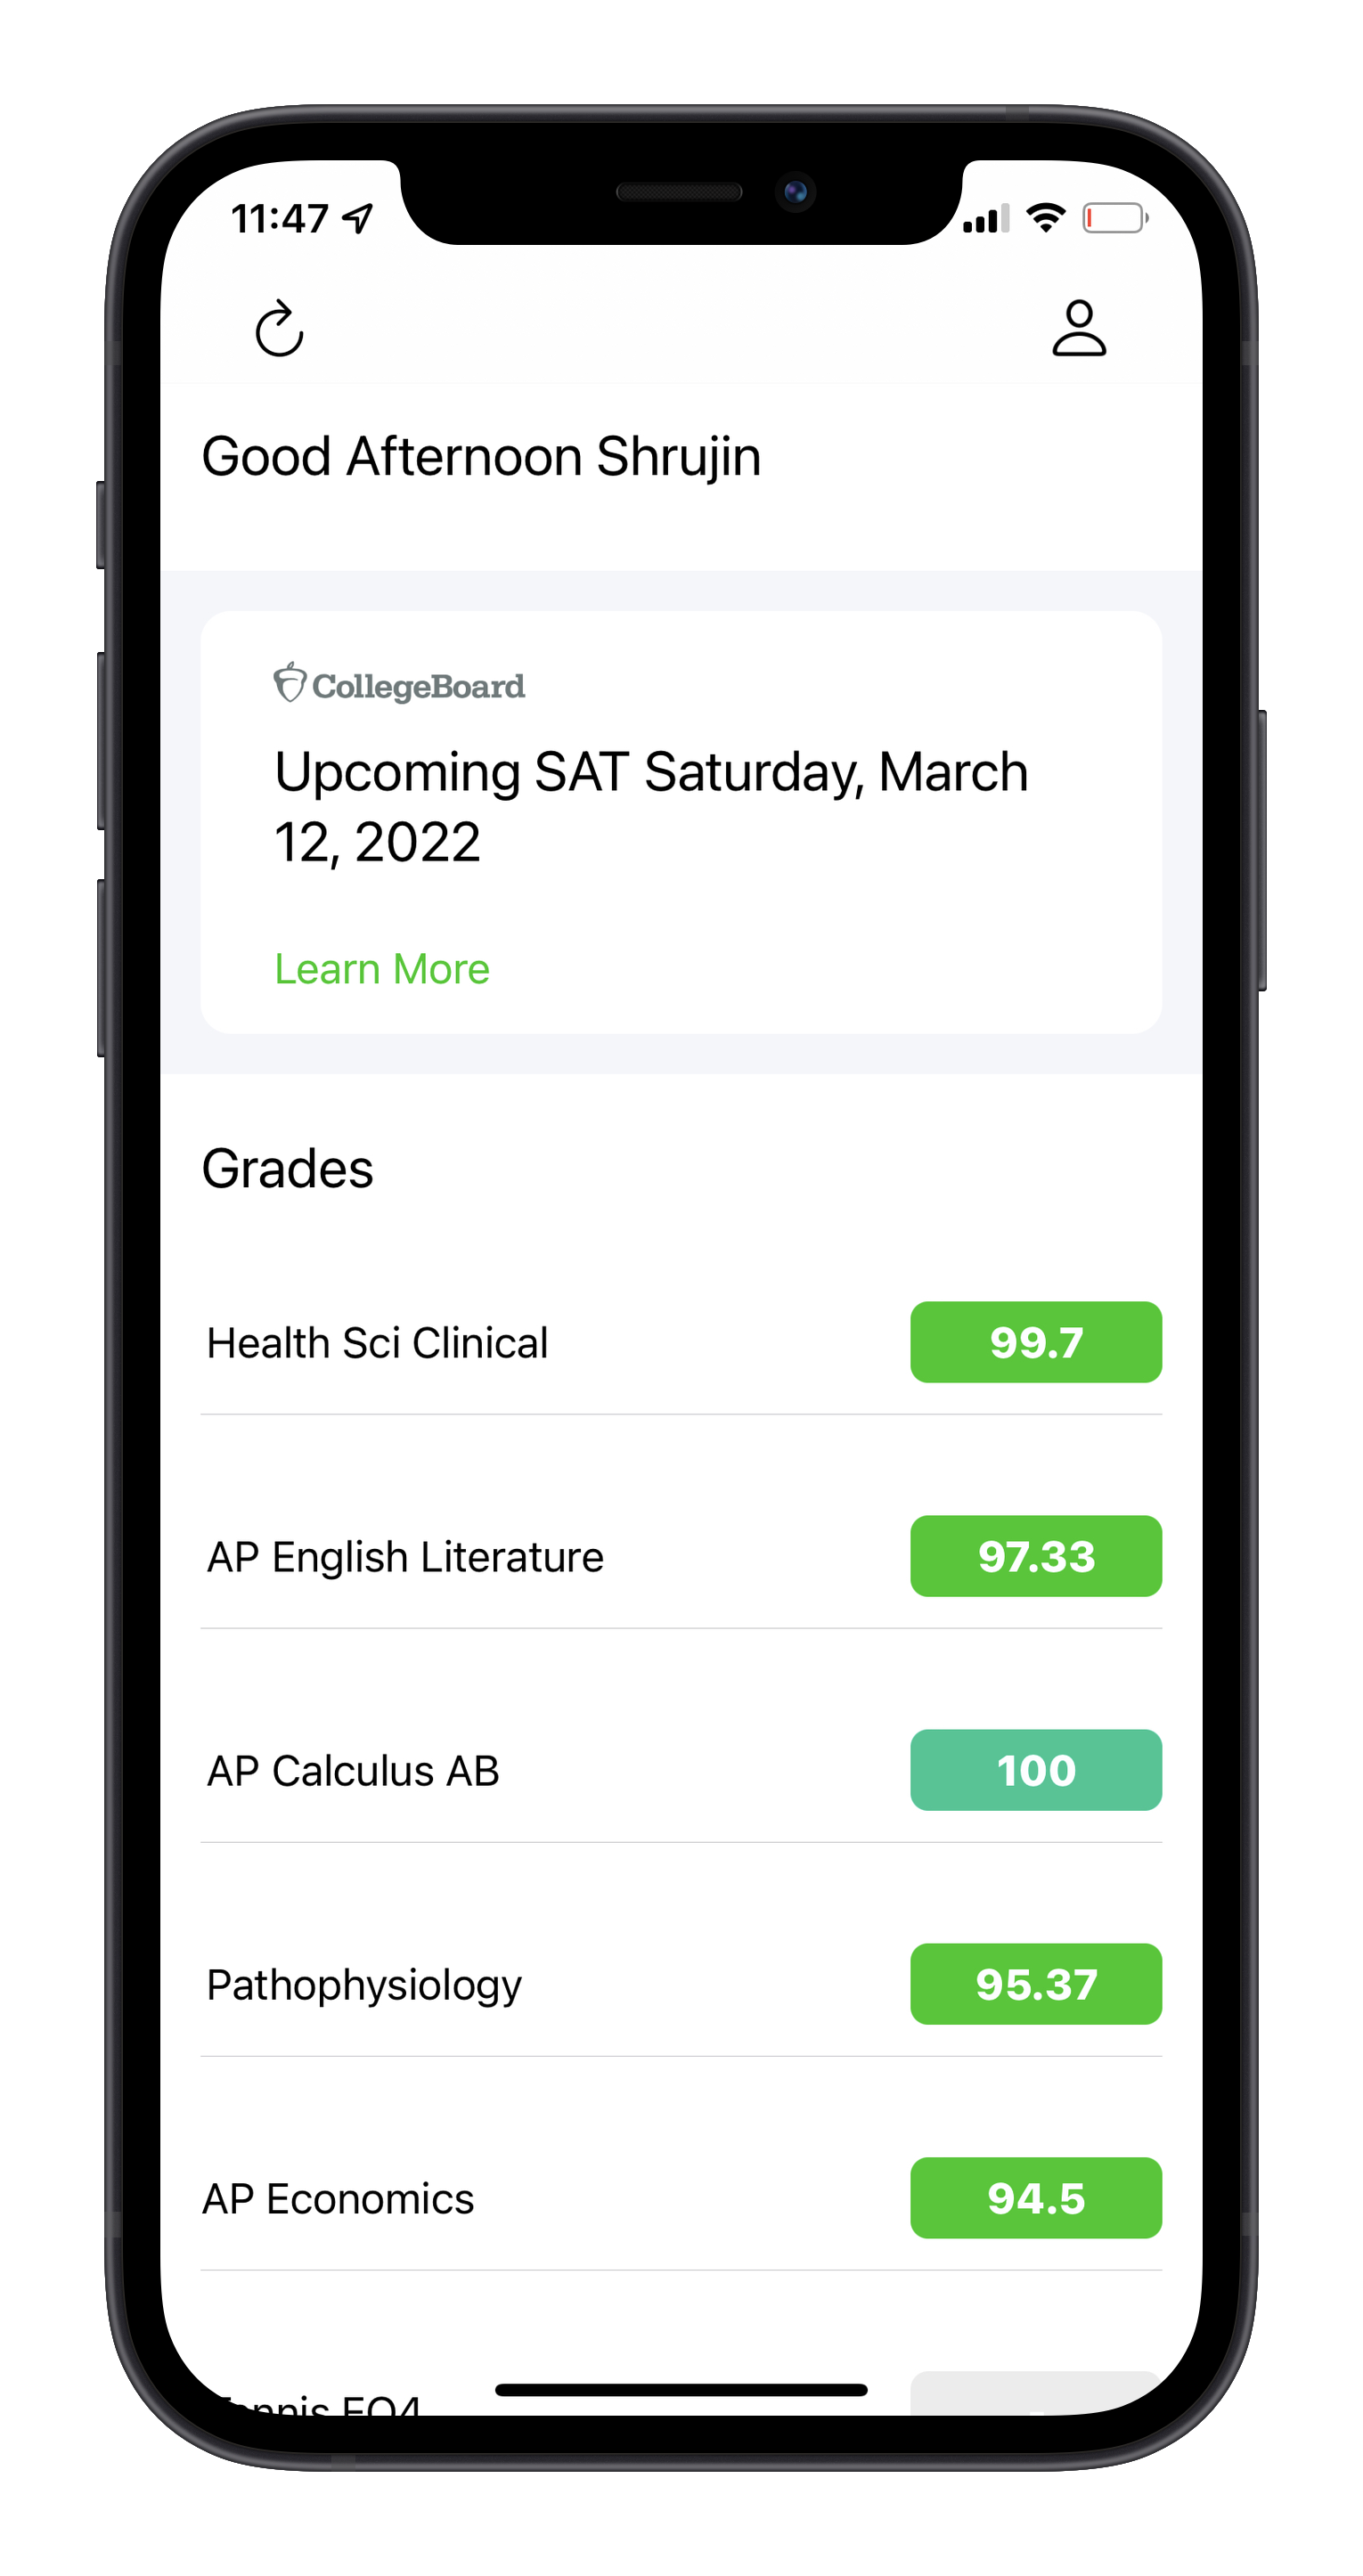 11:47
Good Afternoon Shrujin
CollegeBoard
Upcoming SAT Saturday, March
12, 2022
Learn More
Grades
Health Sci Clinical 99.7
AP English Literature 97.33
AP Calculus AB 100
Pathophysiology 95.37
AP Economics 94.5